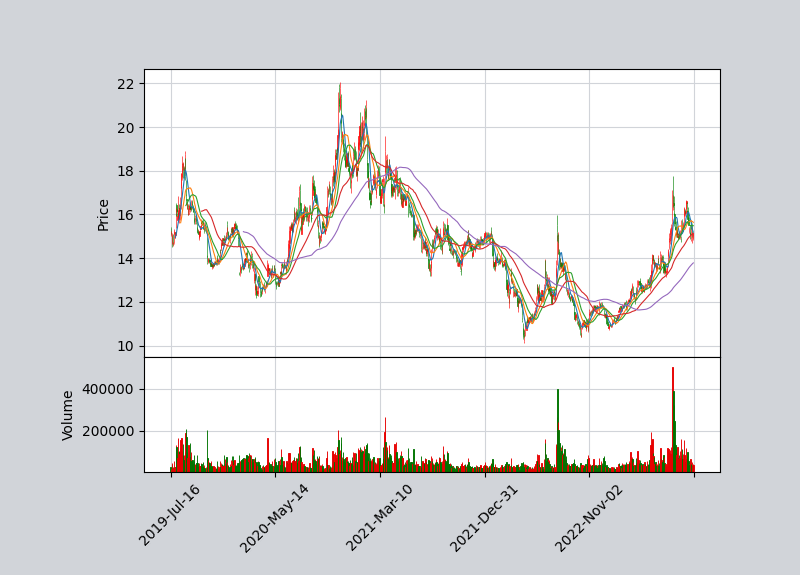 22
20
18
16
14
12
10
Price
400000
200000
Volume
2019-Jul-16
2020-May-14
2021-Mar-10
2021-Dec-31
2022-Nov-02